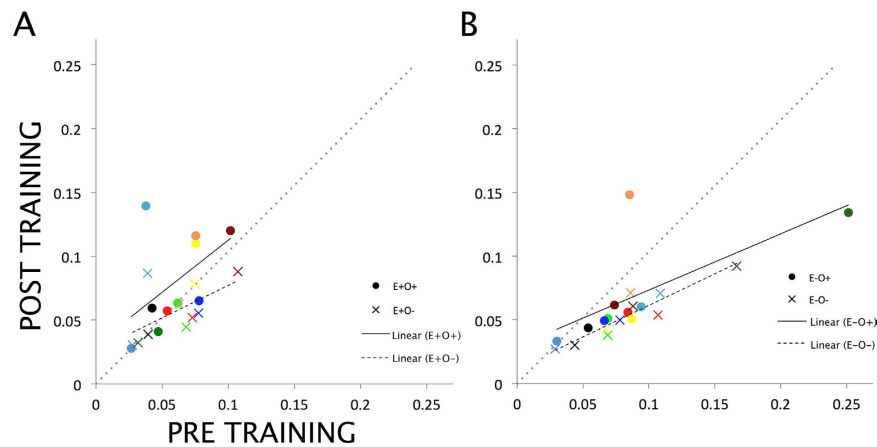 A
B
POST TRAINING
0.25
0.2
0.15
0.1
0.05
0
0
0.05
0.1
0.15
0.2
0.25
E+O+
E+O-
Linear (E+O+)
Linear (E+O-)
0.25
0.2
0.15
0.1
0.05
0
0
0.05
0.1
0.15
0.2
0.25
E-O+
E-O-
Linear (E-O+)
Linear (E-O-)
PRE TRAINING